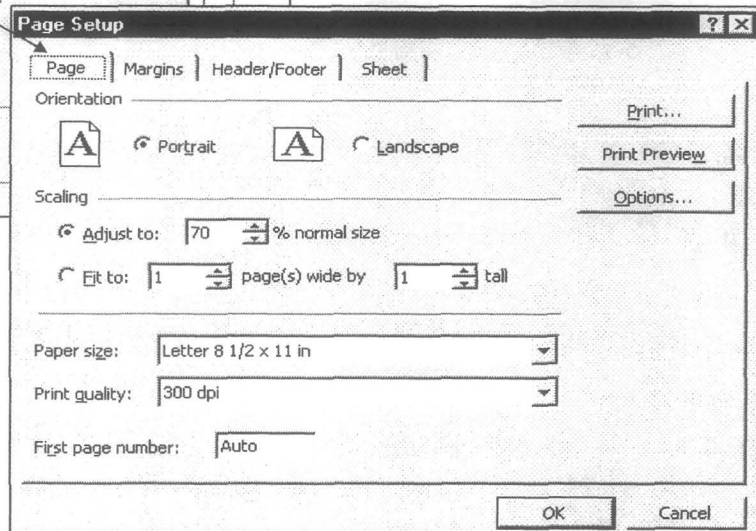 Page Setup
Page Margins Header/Footer Sheet
Orientation
Print...
A Portrait A Landscape
Print Preview
Scaling
Options...
Adjust to: 70 % normal size
Fit to: 1 page(s) wide by 1 tall
Paper size: Letter 8 1/2 x 11 in
Print quality: 300 dpi
First page number: Auto
OK Cancel